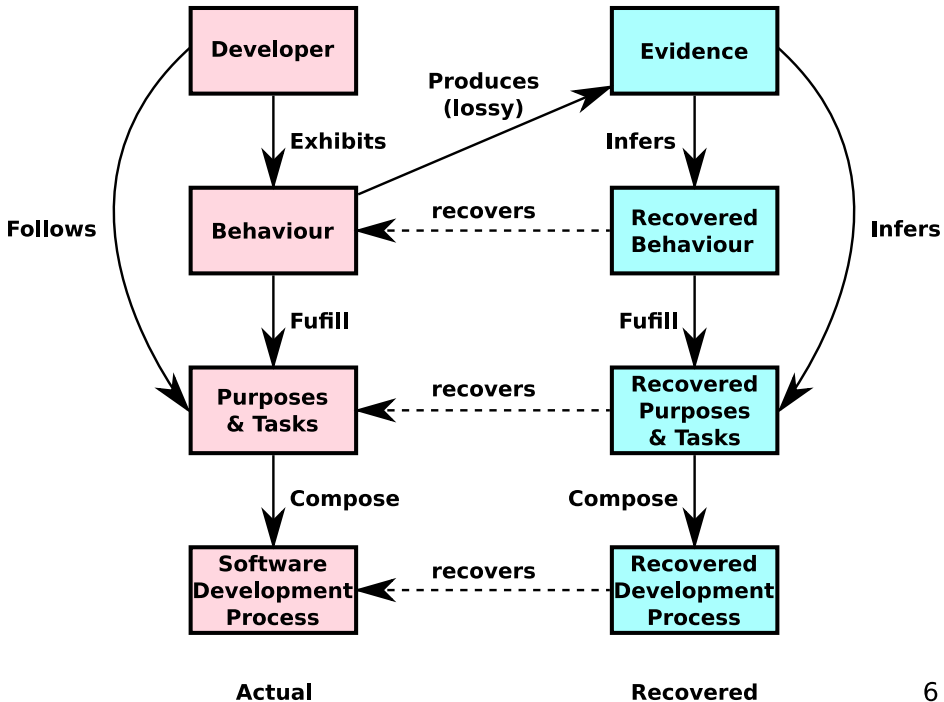 Developer
Evidence
Produces
(lossy)
Exhibits
Infers
Follows
Behaviour
recovers
Recovered
Behaviour
Infers
Fufill
Fufill
Purposes
& Tasks
recovers
Recovered
Purposes
& Tasks
Compose
Compose
Software
Development
Process
recovers
Recovered
Development
Process
Actual
Recovered
6